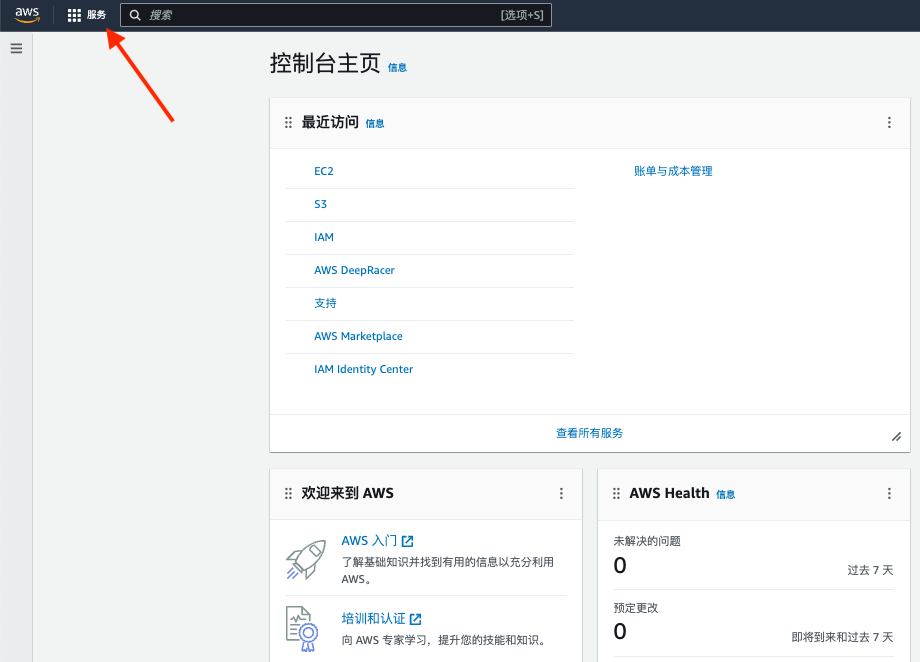 aws
服务
搜索
[选项+S]
控制台主页 信息
最近访问 信息
EC2
账单与成本管理
S3
IAM
AWS DeepRacer
支持
AWS Marketplace
IAM Identity Center
查看所有服务
欢迎来到 AWS
AWS 入门
了解基础知识并找到有用的信息以充分利用
AWS。
培训和认证
向 AWS 专家学习，提升您的技能和知识。
AWS Health 信息
未解决的问题
0
过去 7 天
预定更改
0
即将到来和过去 7 天